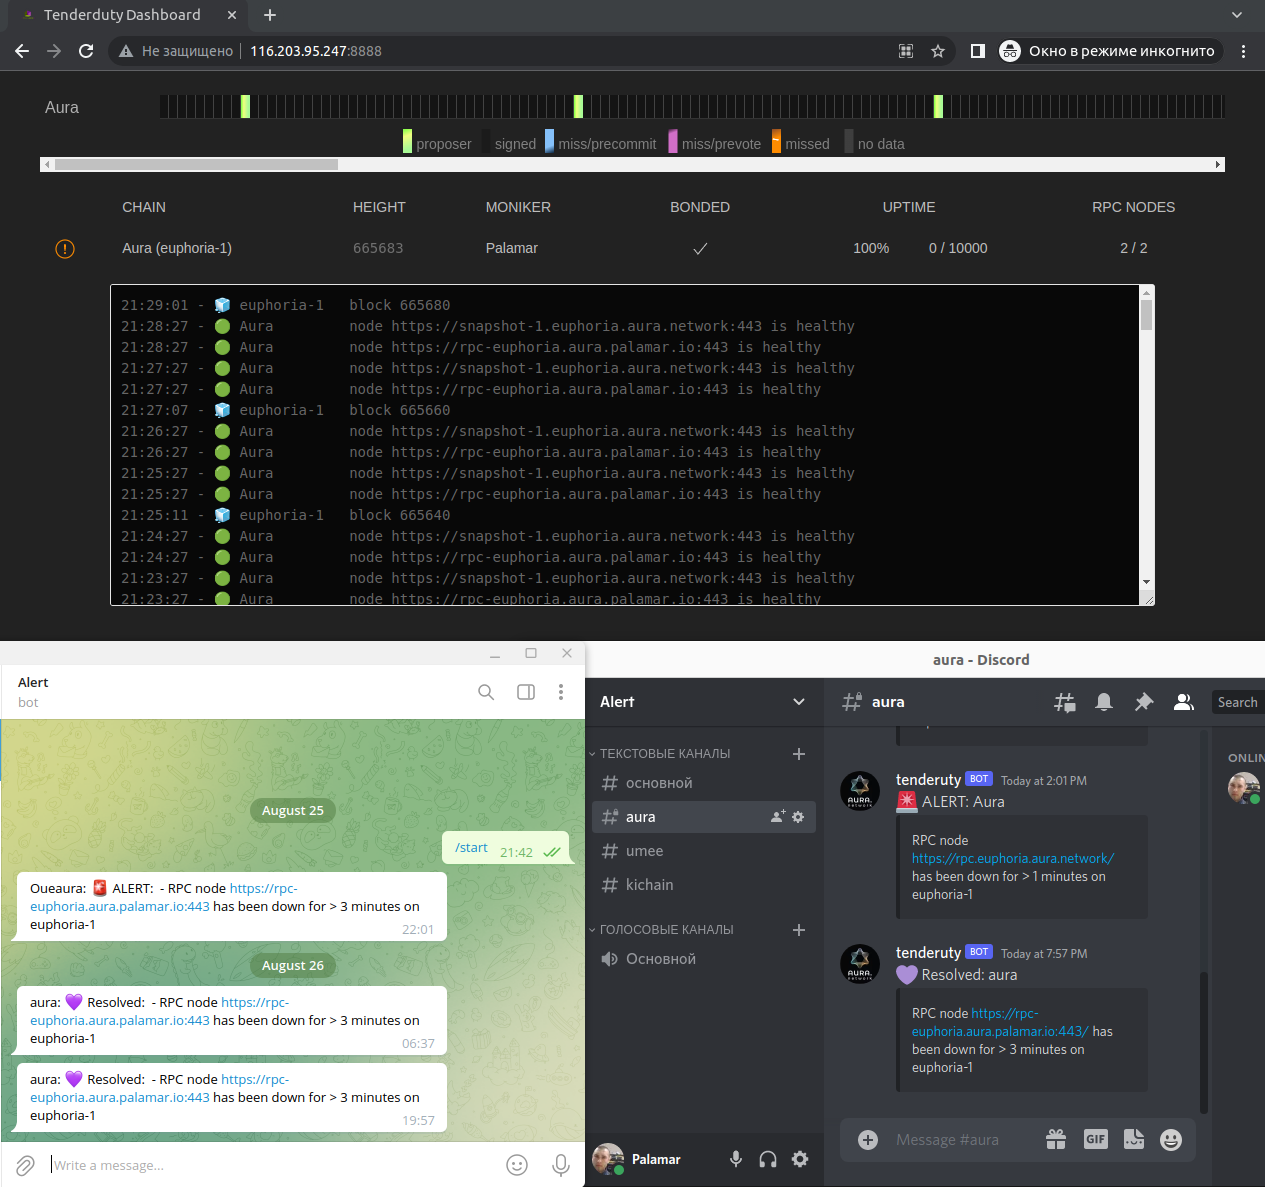 Tenderduty Dashboard
Не защищено
116.203.95.247:8888
Окно в режиме инкогнито
Aura
proposer signed miss/precommit miss/prevote missed no data
CHAIN HEIGHT MONIKER BONDED UPTIME RPC NODES
Aura (euphoria-1) 665683 Palamar 100% 0 / 10000 2 / 2
21:29:01 - euphoria-1 block 665680
21:28:27 - Aura node https://snapshot-1.euphoria.aura.network:443 is healthy
21:28:27 - Aura node https://rpc-euphoria.aura.palamar.io:443 is healthy
21:27:27 - Aura node https://snapshot-1.euphoria.aura.network:443 is healthy
21:27:27 - Aura node https://rpc-euphoria.aura.palamar.io:443 is healthy
21:27:07 - euphoria-1 block 665660
21:26:27 - Aura node https://snapshot-1.euphoria.aura.network:443 is healthy
21:26:27 - Aura node https://rpc-euphoria.aura.palamar.io:443 is healthy
21:25:27 - Aura node https://snapshot-1.euphoria.aura.network:443 is healthy
21:25:27 - Aura node https://rpc-euphoria.aura.palamar.io:443 is healthy
21:25:11 - euphoria-1 block 665640
21:24:27 - Aura node https://snapshot-1.euphoria.aura.network:443 is healthy
21:24:27 - Aura node https://rpc-euphoria.aura.palamar.io:443 is healthy
21:23:27 - Aura node https://snapshot-1.euphoria.aura.network:443 is healthy
21:23:27 - Aura node https://rpc-euphoria.aura.palamar.io:443 is healthy
Alert
bot
August 25
/start 21:42
Oueaura: 🚨 ALERT: - RPC node https://rpc-
euphoria.aura.palamar.io:443 has been down for > 3 minutes on
euphoria-1
22:01
August 26
aura: 💜 Resolved: - RPC node https://rpc-
euphoria.aura.palamar.io:443 has been down for > 3 minutes on
euphoria-1
06:37
aura: 💜 Resolved: - RPC node https://rpc-
euphoria.aura.palamar.io:443 has been down for > 3 minutes on
euphoria-1
19:57
Write a message...
aura - Discord
Alert
ТЕКСТОВЫЕ КАНАЛЫ
основной
aura
umee
kichain
ГОЛОСОВЫЕ КАНАЛЫ
Основной
Palamar
aura
Search
tenderuty BOT Today at 2:01 PM
🚨 ALERT: Aura
RPC node
https://rpc.euphoria.aura.network/
has been down for > 1 minutes on
euphoria-1
AURA.
NETWORK
tenderuty BOT Today at 7:57 PM
💜 Resolved: aura
RPC node https://rpc-
euphoria.aura.palamar.io:443/ has
been down for > 3 minutes on
euphoria-1
AURA.
NETWORK
Message #aura
GIF
ONLIN